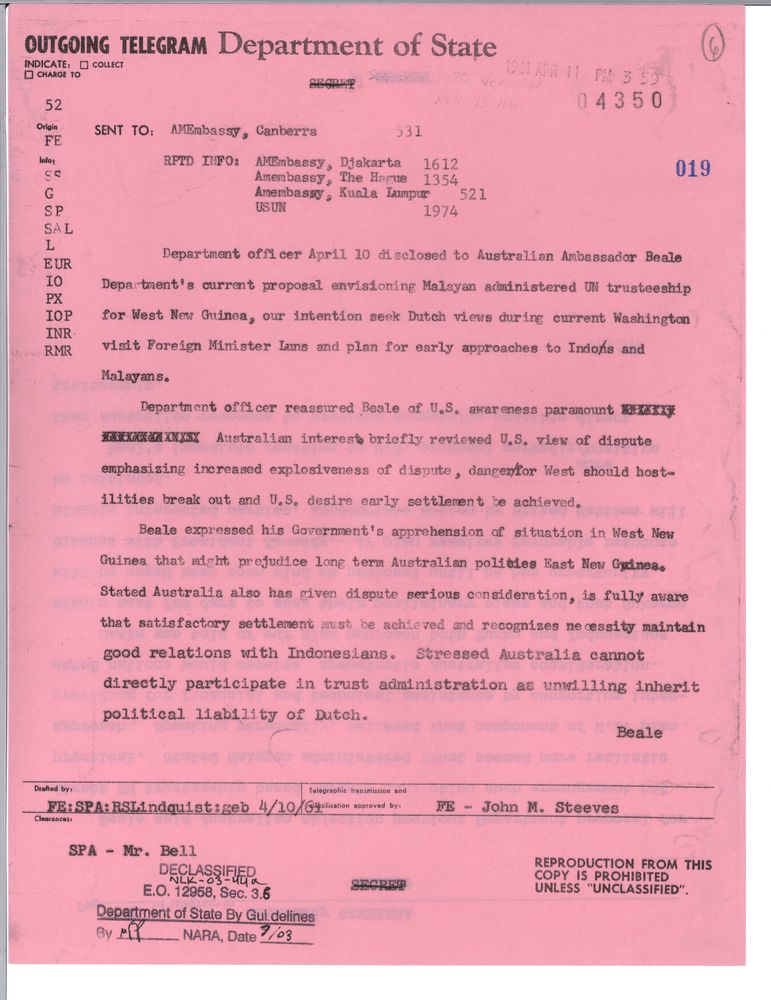 OUTGOING TELEGRAM Department of State
INDICATE: ☐ COLLECT
☐ CHARGE TO
SECRET
1961 APR 11 PM 3 59
04350
6
52
Origin
FE
SENT TO: AMEmbassy, Canberra 531
Info:
SS
G
SP
SAL
L
EUR
IO
PX
IOP
INR
RMR
RPTD INFO: AMEmbassy, Djakarta 1612
Amembassy, The Hague 1354
Amembassy, Kuala Lumpur 521
USUN 1974
019
Department officer April 10 disclosed to Australian Ambassador Beale
Department's current proposal envisioning Malayan administered UN trusteeship
for West New Guinea, our intention seek Dutch views during current Washington
visit Foreign Minister Luns and plan for early approaches to Indo/s and
Malayans.
Department officer reassured Beale of U.S. awareness paramount
Australian interest briefly reviewed U.S. view of dispute
emphasizing increased explosiveness of dispute, danger/for West should host-
ilities break out and U.S. desire early settlement be achieved.
Beale expressed his Government's apprehension of situation in West New
Guinea that might prejudice long term Australian polities East New Guinea.
Stated Australia also has given dispute serious consideration, is fully aware
that satisfactory settlement must be achieved and recognizes necessity maintain
good relations with Indonesians. Stressed Australia cannot
directly participate in trust administration as unwilling inherit
political liability of Dutch.
Beale
Drafted by:
FE:SPA:RSLindquist:geb 4/10/61
Telegraphic transmission and
classification approved by:
FE - John M. Steeves
Clearances:
SPA - Mr. Bell
DECLASSIFIED
NLK-03-44a
E.O. 12958, Sec. 3.6
Department of State By Guidelines
By NARA, Date 9/03
SECRET
REPRODUCTION FROM THIS
COPY IS PROHIBITED
UNLESS "UNCLASSIFIED".